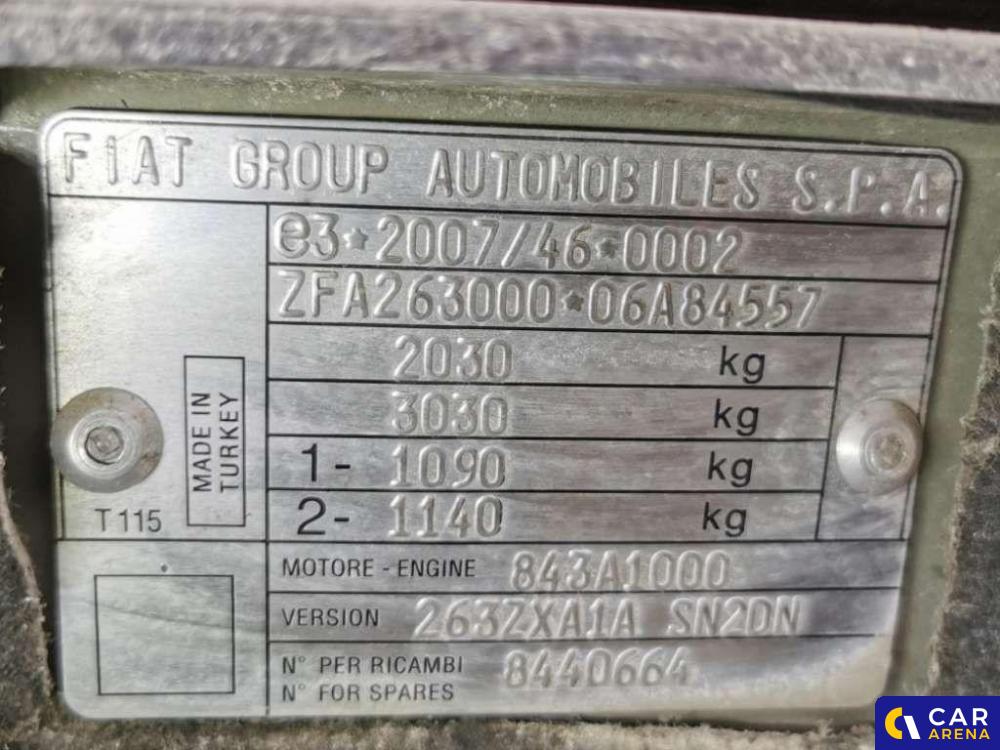 FIAT GROUP AUTOMOBILES S.P.A.
e3*2007/46*0002
ZFA263000*06A84557
2030 kg
3030 kg
1- 1090 kg
2- 1140 kg
MADE IN
TURKEY
T115
MOTORE - ENGINE 843A1000
VERSION 263ZXA1A SN2DN
N° PER RICAMBI 8440664
N° FOR SPARES
CAR
ARENA